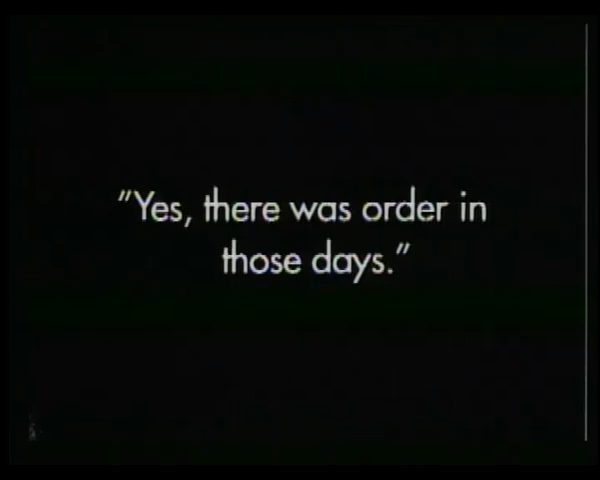 "Yes, there was order in
those days."